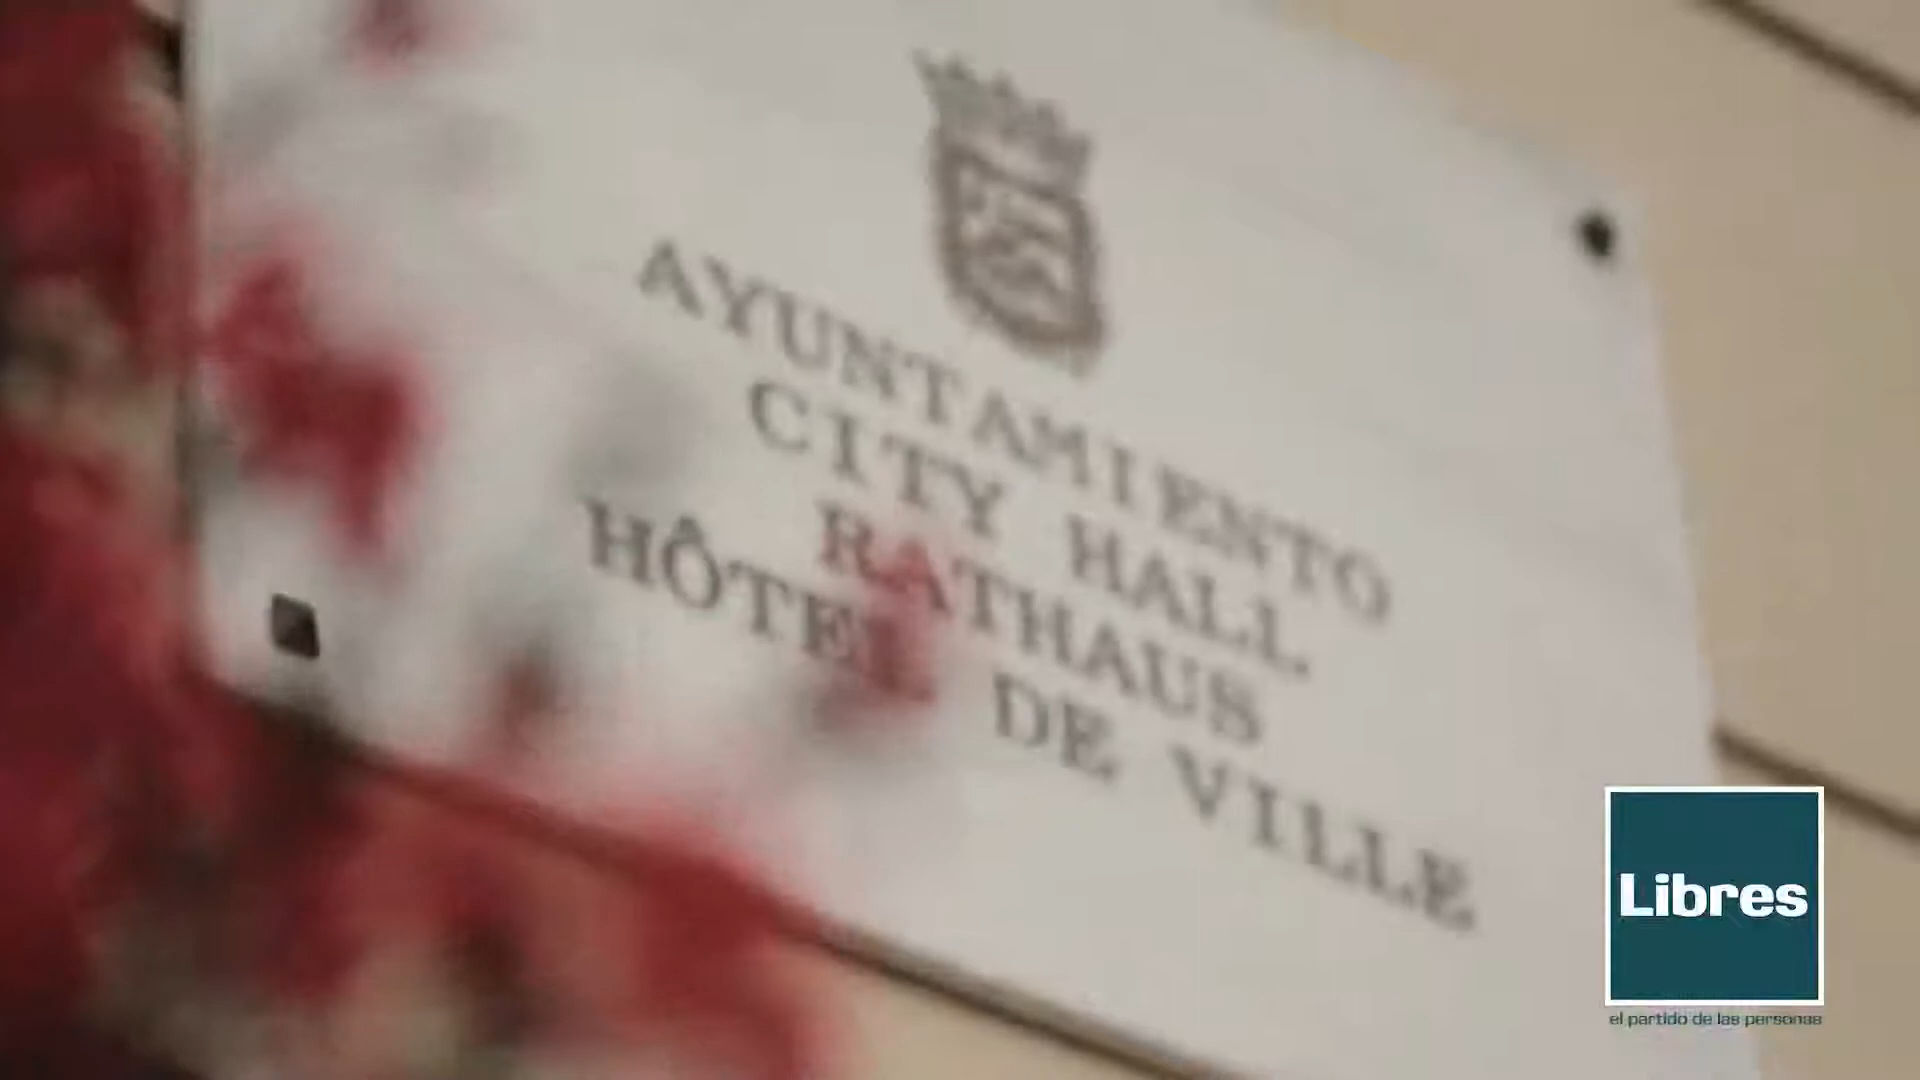 AYUNTAMIENTO
CITY HALL
RATHAUS
HÔTEL DE VILLE
Libres
el partido de las personas